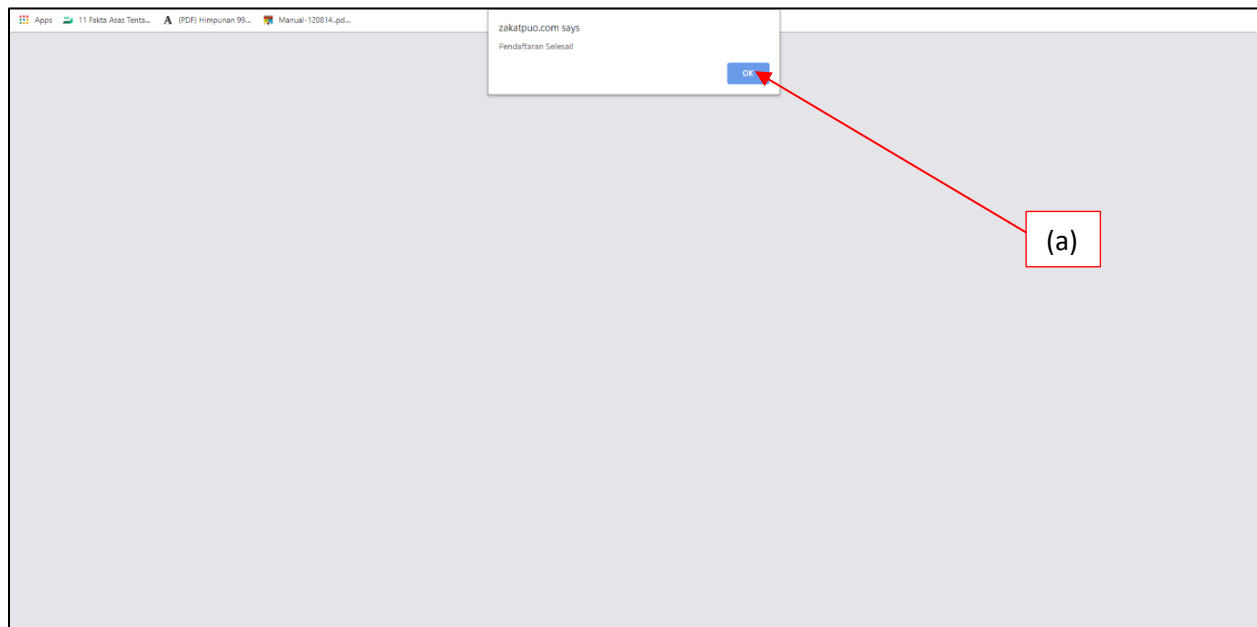 Apps 11 Fakta Asas Tenta... (PDF) Himpunan 99... Manual-120814..pd...
zakatpuo.com says
Pendaftaran Selesai!
OK
(a)